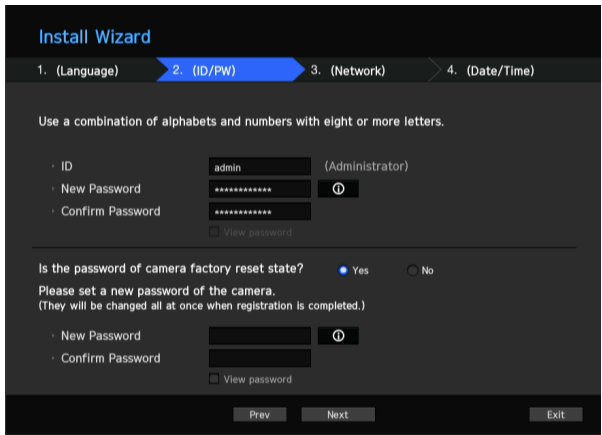 Install Wizard
1. (Language) 2. (ID/PW) 3. (Network) 4. (Date/Time)
Use a combination of alphabets and numbers with eight or more letters.
· ID admin (Administrator)
· New Password ************
· Confirm Password ************
View password
Is the password of camera factory reset state? Yes No
Please set a new password of the camera.
(They will be changed all at once when registration is completed.)
· New Password
· Confirm Password
View password
Prev Next Exit